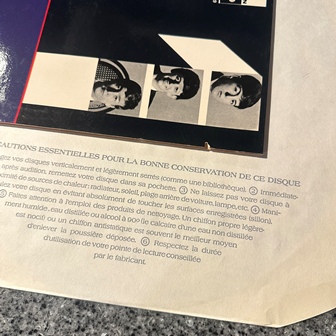 CAUTIONS ESSENTIELLES POUR LA BONNE CONSERVATION DE CE DISQUE
vos disques verticalement et légèrement serrés (comme une bibliothèque). ② Immédiate-
après audition, remettez votre disque dans sa pochette. ③ Ne laissez pas votre disque à
de sources de chaleur: radiateur, soleil, plage arrière de voiture, lampe, etc. ④ Mani-
votre disque en évitant absolument de toucher les surfaces enregistrées (sillon).
⑤ Faites attention à l'emploi des produits de nettoyage. Un chiffon propre légère-
ment humide, eau distillée ou alcool à 90° (le calcaire d'une eau non distillée
est nocif) ou un chiffon antistatique est souvent le meilleur moyen
d'enlever la poussière déposée. ⑥ Respectez la durée
d'utilisation de votre pointe de lecture conseillée
par le fabricant.